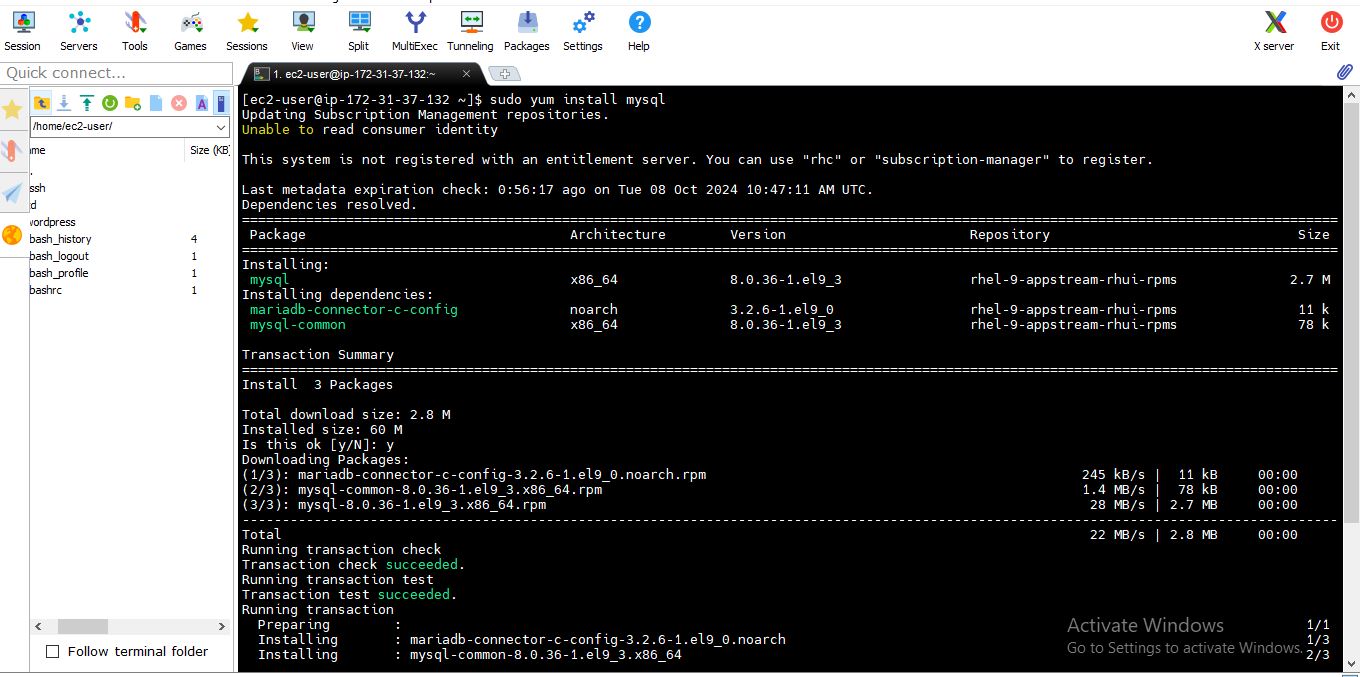 Session Servers Tools Games Sessions View Split MultiExec Tunneling Packages Settings Help X server Exit
Quick connect...
1. ec2-user@ip-172-31-37-132:~
/home/ec2-user/
me Size (KB)
..
ssh
d
wordpress
bash_history 4
bash_logout 1
bash_profile 1
bashrc 1
Follow terminal folder
[ec2-user@ip-172-31-37-132 ~]$ sudo yum install mysql
Updating Subscription Management repositories.
Unable to read consumer identity
This system is not registered with an entitlement server. You can use "rhc" or "subscription-manager" to register.
Last metadata expiration check: 0:56:17 ago on Tue 08 Oct 2024 10:47:11 AM UTC.
Dependencies resolved.
================================================================================
Package Architecture Version Repository Size
================================================================================
Installing:
mysql x86_64 8.0.36-1.el9_3 rhel-9-appstream-rhui-rpms 2.7 M
Installing dependencies:
mariadb-connector-c-config noarch 3.2.6-1.el9_0 rhel-9-appstream-rhui-rpms 11 k
mysql-common x86_64 8.0.36-1.el9_3 rhel-9-appstream-rhui-rpms 78 k
Transaction Summary
================================================================================
Install 3 Packages
Total download size: 2.8 M
Installed size: 60 M
Is this ok [y/N]: y
Downloading Packages:
(1/3): mariadb-connector-c-config-3.2.6-1.el9_0.noarch.rpm 245 kB/s | 11 kB 00:00
(2/3): mysql-common-8.0.36-1.el9_3.x86_64.rpm 1.4 MB/s | 78 kB 00:00
(3/3): mysql-8.0.36-1.el9_3.x86_64.rpm 28 MB/s | 2.7 MB 00:00
--------------------------------------------------------------------------------
Total 22 MB/s | 2.8 MB 00:00
Running transaction check
Transaction check succeeded.
Running transaction test
Transaction test succeeded.
Running transaction
Preparing : 1/1
Installing : mariadb-connector-c-config-3.2.6-1.el9_0.noarch 1/3
Installing : mysql-common-8.0.36-1.el9_3.x86_64 2/3
Activate Windows
Go to Settings to activate Windows.